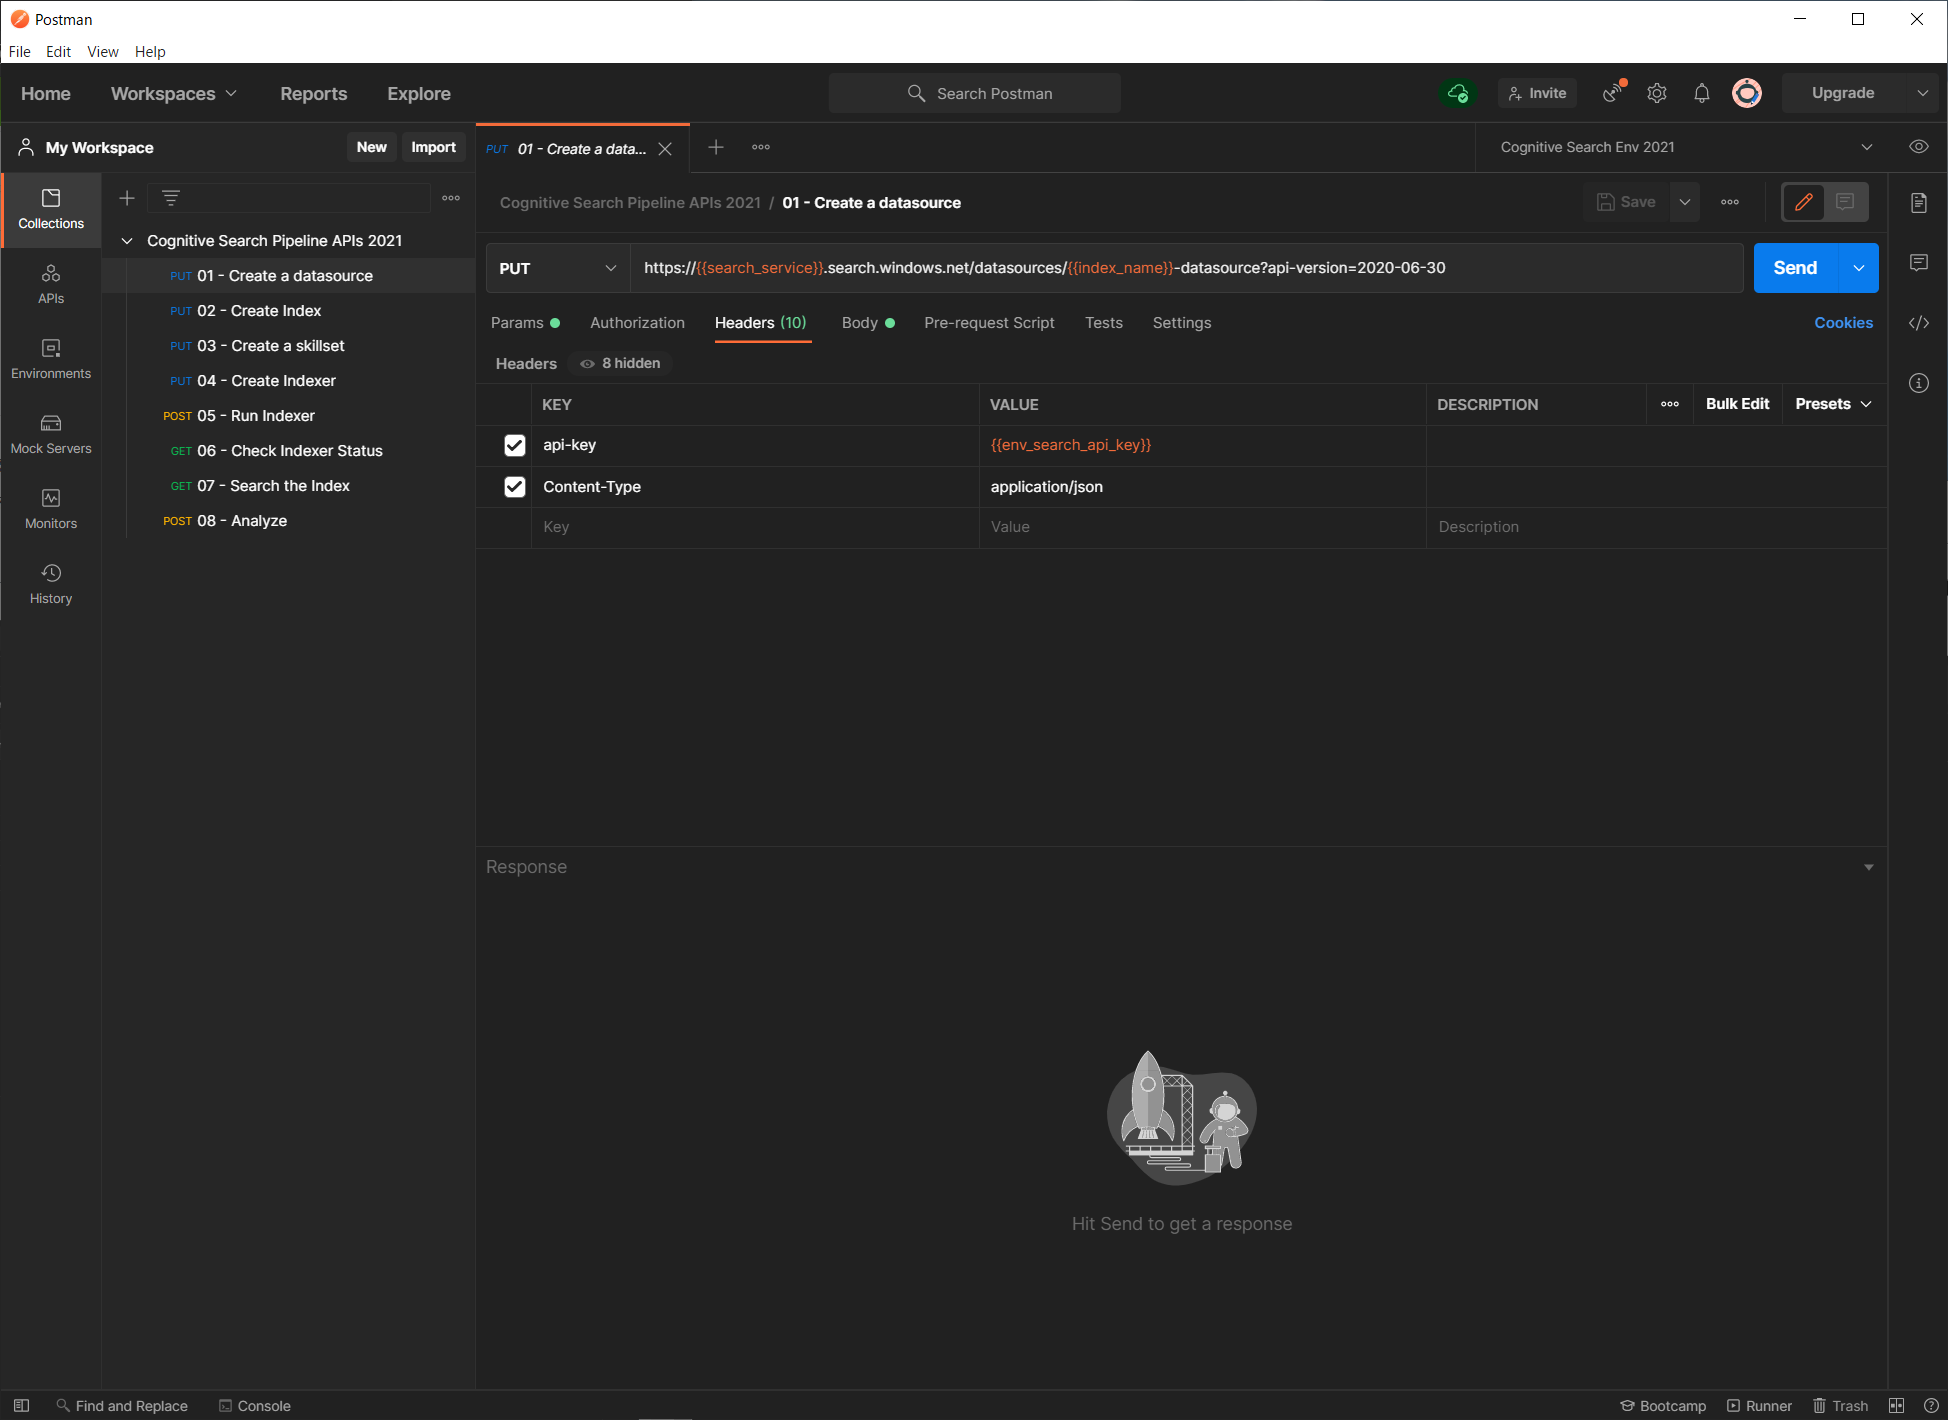 Postman
File Edit View Help
Home Workspaces Reports Explore Search Postman Invite Upgrade
My Workspace New Import PUT 01 - Create a data... Cognitive Search Env 2021
Collections
APIs
Environments
Mock Servers
Monitors
History
Cognitive Search Pipeline APIs 2021
PUT 01 - Create a datasource
PUT 02 - Create Index
PUT 03 - Create a skillset
PUT 04 - Create Indexer
POST 05 - Run Indexer
GET 06 - Check Indexer Status
GET 07 - Search the Index
POST 08 - Analyze
Cognitive Search Pipeline APIs 2021 / 01 - Create a datasource Save
PUT https://{{search_service}}.search.windows.net/datasources/{{index_name}}-datasource?api-version=2020-06-30 Send
Params Authorization Headers (10) Body Pre-request Script Tests Settings Cookies
Headers 8 hidden
KEY VALUE DESCRIPTION Bulk Edit Presets
api-key {{env_search_api_key}}
Content-Type application/json
Key Value Description
Response
Hit Send to get a response
Find and Replace Console Bootcamp Runner Trash